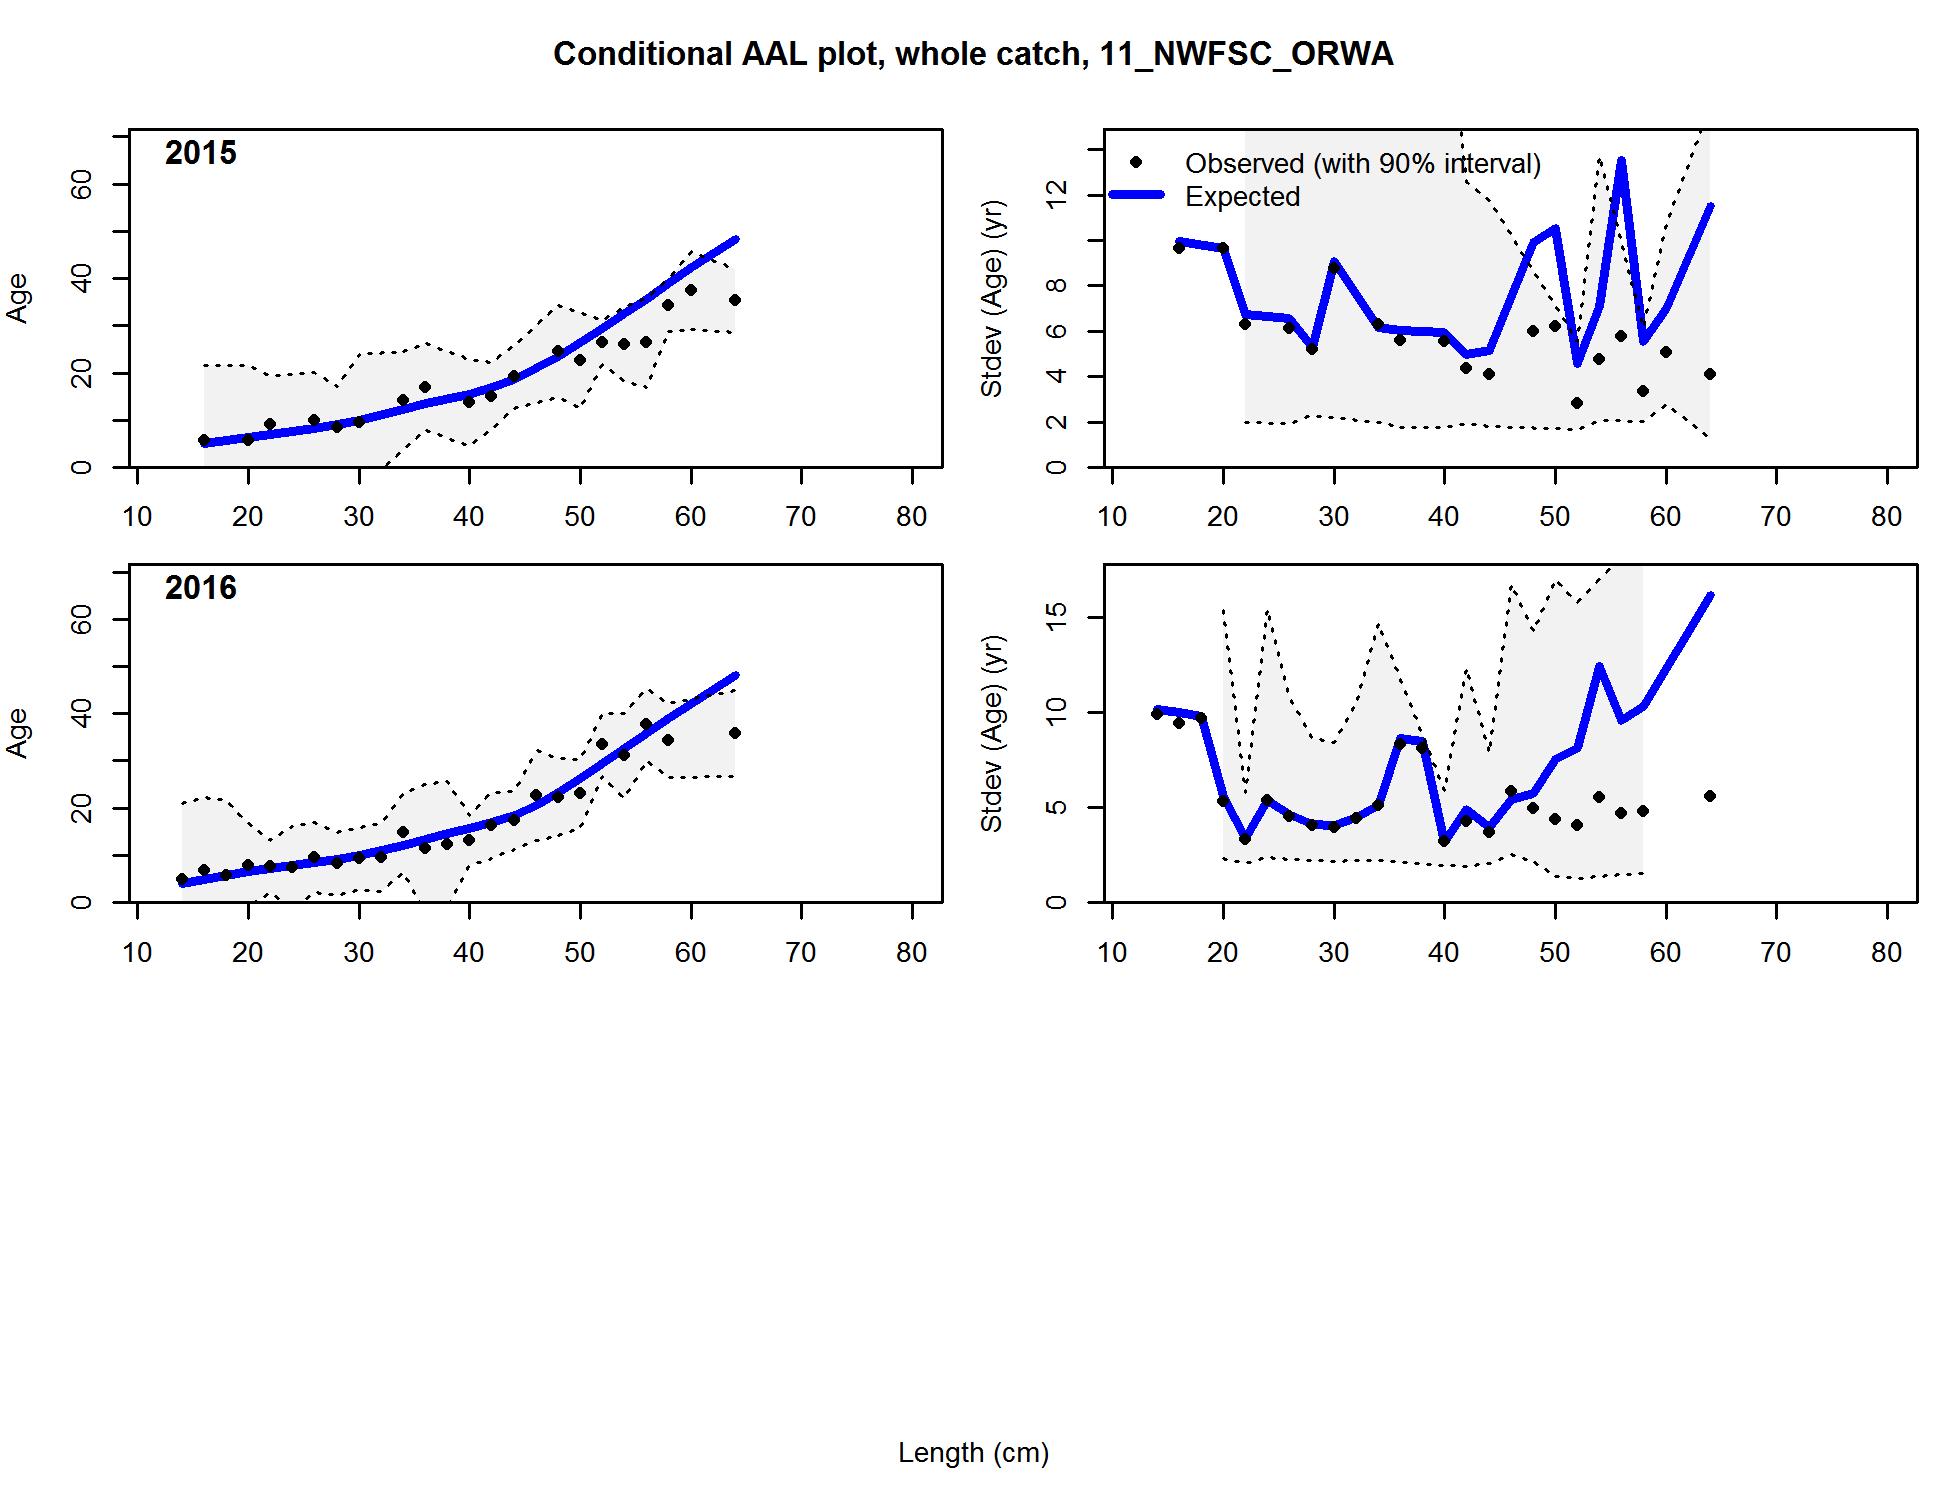 Conditional AAL plot, whole catch, 11_NWFSC_ORWA
2015
Age
0 20 40 60
10 20 30 40 50 60 70 80
Observed (with 90% interval)
Expected
Stdev (Age) (yr)
0 2 4 6 8 12
10 20 30 40 50 60 70 80
2016
Age
0 20 40 60
10 20 30 40 50 60 70 80
Stdev (Age) (yr)
0 5 10 15
10 20 30 40 50 60 70 80
Length (cm)